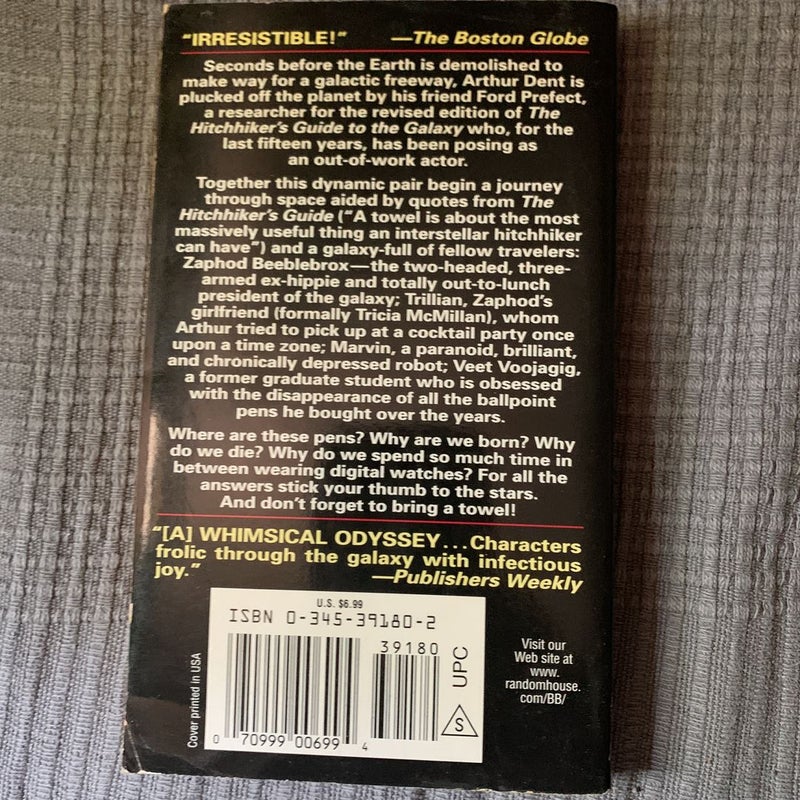 "IRRESISTIBLE!" —The Boston Globe
Seconds before the Earth is demolished to
make way for a galactic freeway, Arthur Dent is
plucked off the planet by his friend Ford Prefect,
a researcher for the revised edition of The
Hitchhiker's Guide to the Galaxy who, for the
last fifteen years, has been posing as
an out-of-work actor.
Together this dynamic pair begin a journey
through space aided by quotes from The
Hitchhiker's Guide ("A towel is about the most
massively useful thing an interstellar hitchhiker
can have") and a galaxy-full of fellow travelers:
Zaphod Beeblebrox—the two-headed, three-
armed ex-hippie and totally out-to-lunch
president of the galaxy; Trillian, Zaphod's
girlfriend (formally Tricia McMillan), whom
Arthur tried to pick up at a cocktail party once
upon a time zone; Marvin, a paranoid, brilliant,
and chronically depressed robot; Veet Voojagig,
a former graduate student who is obsessed
with the disappearance of all the ballpoint
pens he bought over the years.
Where are these pens? Why are we born? Why
do we die? Why do we spend so much time in
between wearing digital watches? For all the
answers stick your thumb to the stars.
And don't forget to bring a towel!
"[A] WHIMSICAL ODYSSEY...Characters
frolic through the galaxy with infectious
joy." —Publishers Weekly
U.S. $6.99
ISBN 0-345-39180-2
39180
UPC
S
0 70999 00699 4
Cover printed in USA
Visit our
Web site at
www.
randomhouse.
com/BB/